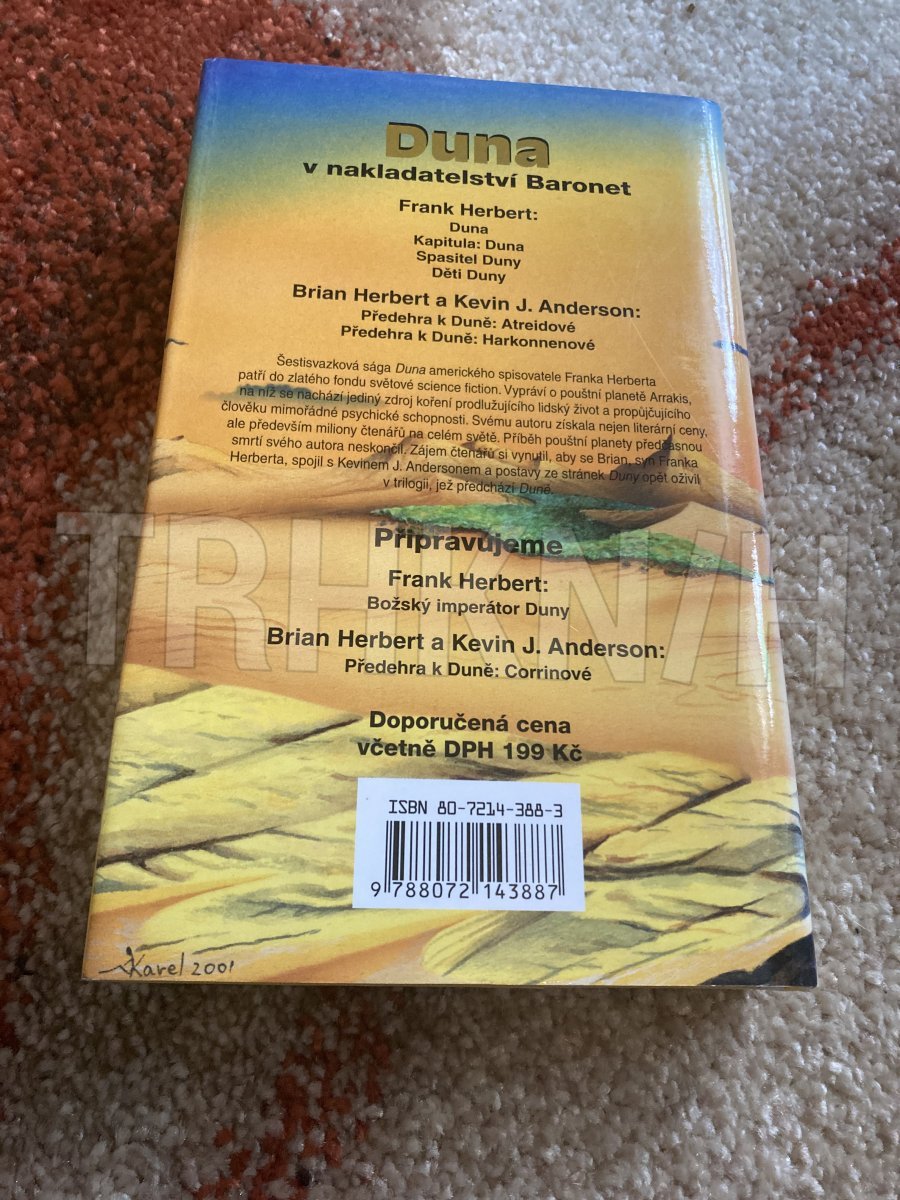 Duna
v nakladatelství Baronet
Frank Herbert:
Duna
Kapitula: Duna
Spasitel Duny
Děti Duny
Brian Herbert a Kevin J. Anderson:
Předehra k Duně: Atreidové
Předehra k Duně: Harkonnenové
Šestisvazková sága Duna amerického spisovatele Franka Herberta
patří do zlatého fondu světové science fiction. Vypráví o pouštní planetě Arrakis,
na níž se nachází jediný zdroj koření prodlužujícího lidský život a propůjčujícího
člověku mimořádné psychické schopnosti. Svému autoru získala nejen literární ceny,
ale především miliony čtenářů na celém světě. Příběh pouštní planety předčasnou
smrtí svého autora neskončil. Zájem čtenářů si vynutil, aby se Brian, syn Franka
Herberta, spojil s Kevinem J. Andersonem a postavy ze stránek Duny opět oživil
v trilogii, jež předchází Duně.
TRHKNIH
Připravujeme
Frank Herbert:
Božský imperátor Duny
Brian Herbert a Kevin J. Anderson:
Předehra k Duně: Corrinové
Doporučená cena
včetně DPH 199 Kč
ISBN 80-7214-388-3
9 788072 143887
Karel 2001